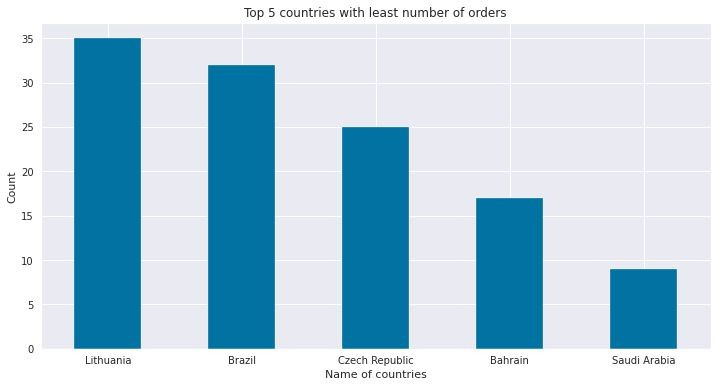 Top 5 countries with least number of orders
Count
35
30
25
20
15
10
5
0
Lithuania Brazil Czech Republic Bahrain Saudi Arabia
Name of countries